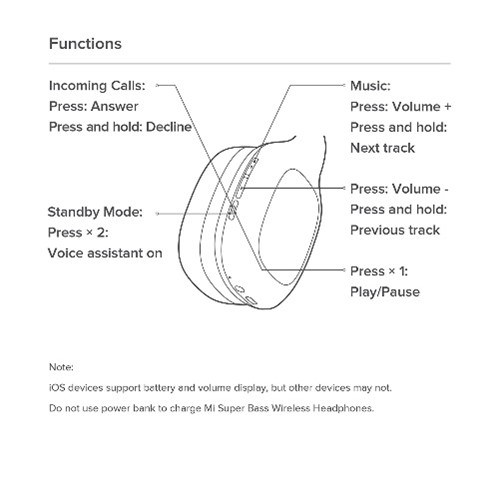 Functions
Incoming Calls:
Press: Answer
Press and hold: Decline
Standby Mode:
Press × 2:
Voice assistant on
Music:
Press: Volume +
Press and hold:
Next track
Press: Volume -
Press and hold:
Previous track
Press × 1:
Play/Pause
Note:
iOS devices support battery and volume display, but other devices may not.
Do not use power bank to charge Mi Super Bass Wireless Headphones.